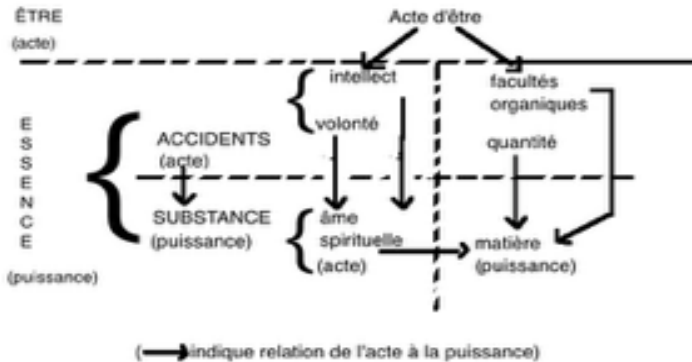 ÊTRE
(acte)
Acte d'être
intellect
facultés
organiques
volonté
E
S
S
E
N
C
E
ACCIDENTS
(acte)
quantité
SUBSTANCE
(puissance)
âme
spirituelle
(acte)
matière
(puissance)
(puissance)
( indique relation de l'acte à la puissance)